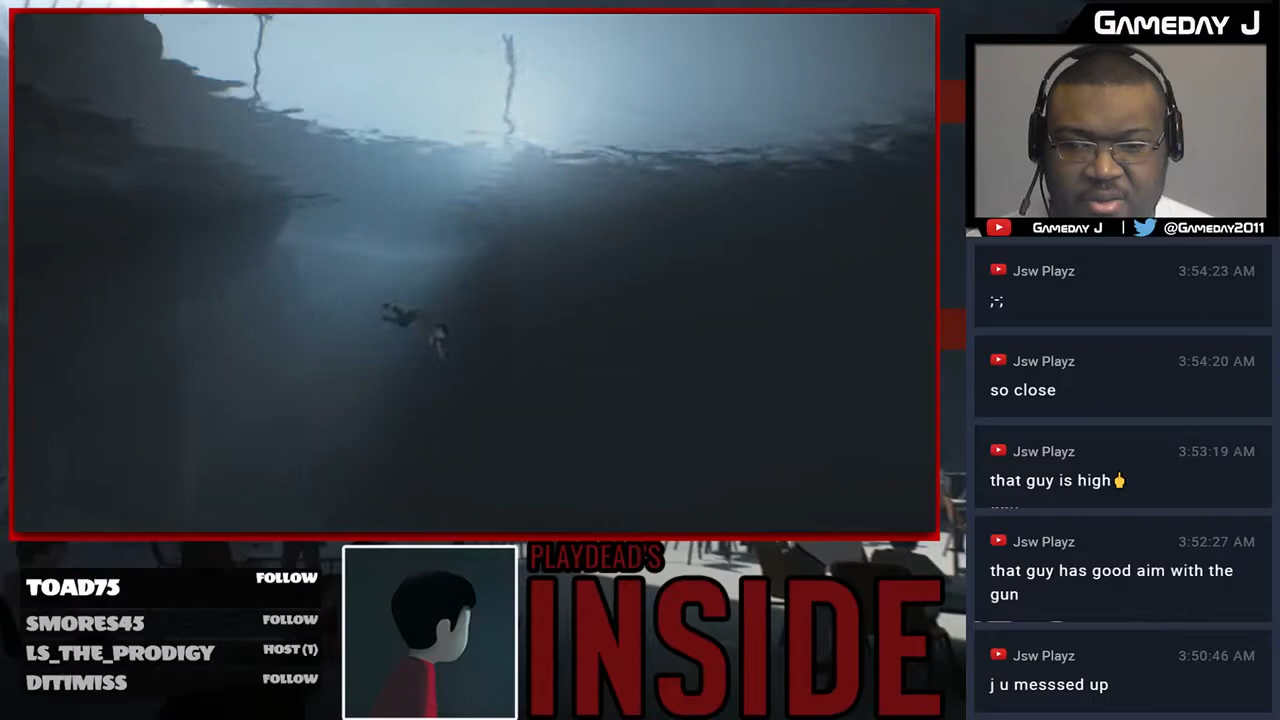 GAMEDAY J
GAMEDAY J | @GAMEDAY2011
Jsw Playz 3:54:23 AM
;-;
Jsw Playz 3:54:20 AM
so close
Jsw Playz 3:53:19 AM
that guy is high🖕
Jsw Playz 3:52:27 AM
that guy has good aim with the
gun
Jsw Playz 3:50:46 AM
j u messsed up
TOAD75 FOLLOW
SMORES45 FOLLOW
LS_THE_PRODIGY HOST (1)
DITIMISS FOLLOW
PLAYDEAD'S
INSIDE